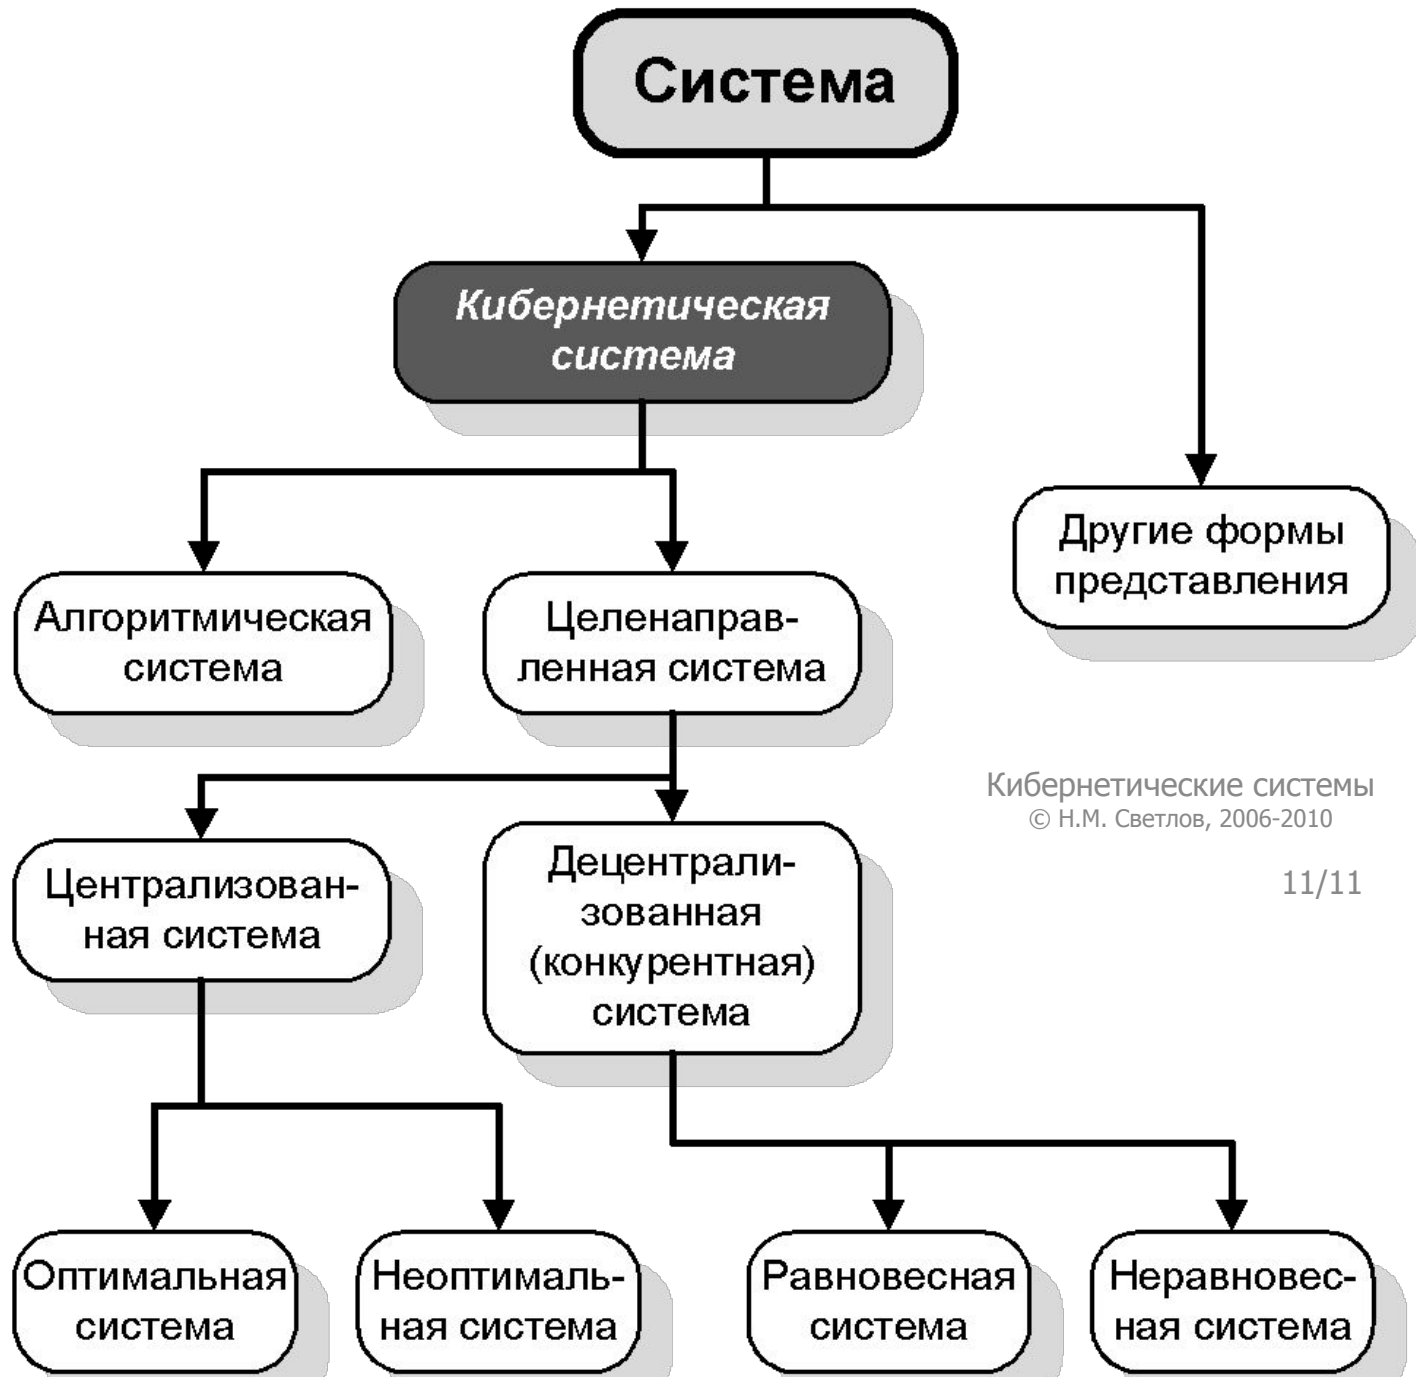 Система
Кибернетическая
система
Другие формы
представления
Алгоритмическая
система
Целенаправ-
ленная система
Кибернетические системы
© Н.М. Светлов, 2006-2010
11/11
Централизован-
ная система
Децентрали-
зованная
(конкурентная)
система
Оптимальная
система
Неоптималь-
ная система
Равновесная
система
Неравновес-
ная система